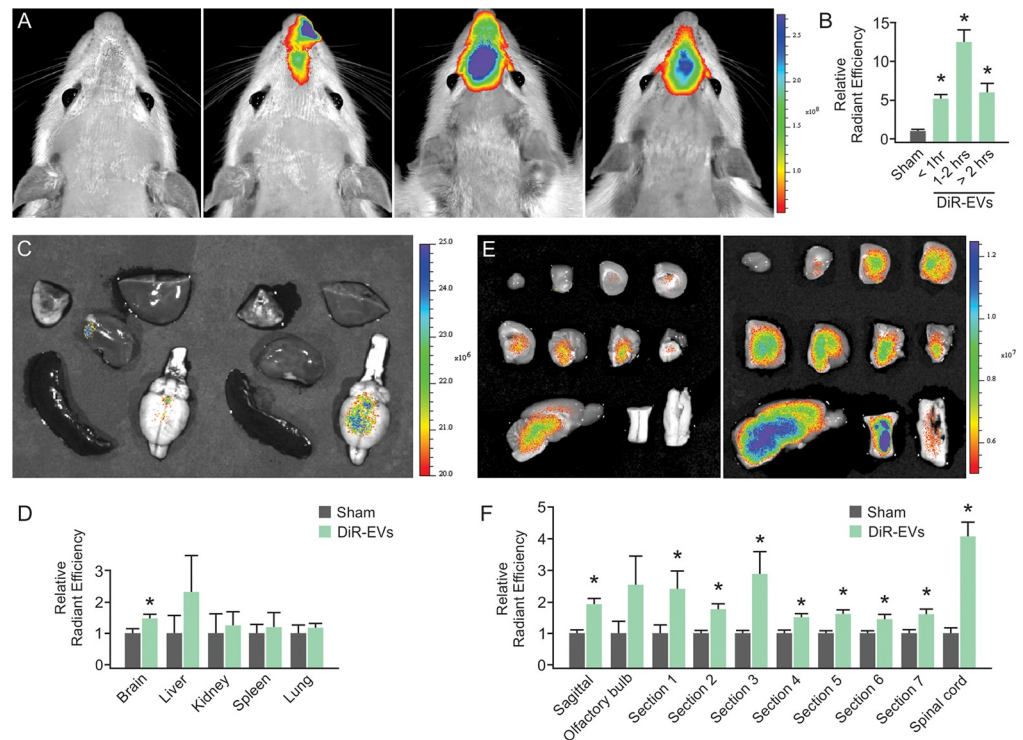 A
2.5
2.0
x10⁸
1.5
1.0
B
Relative
Radiant Efficiency
15
10
5
0
*
*
*
Sham
< 1hr
1-2 hrs
> 2 hrs
DiR-EVs
C
25.0
24.0
23.0
x10⁶
22.0
21.0
20.0
E
1.2
1.0
x10⁷
0.8
0.6
D
Sham
DiR-EVs
Relative
Radiant Efficiency
3
2
1
0
*
Brain
Liver
Kidney
Spleen
Lung
F
Sham
DiR-EVs
Relative
Radiant Efficiency
5
4
3
2
1
0
* * * * * * * * *
Sagittal
Olfactory bulb
Section 1
Section 2
Section 3
Section 4
Section 5
Section 6
Section 7
Spinal cord